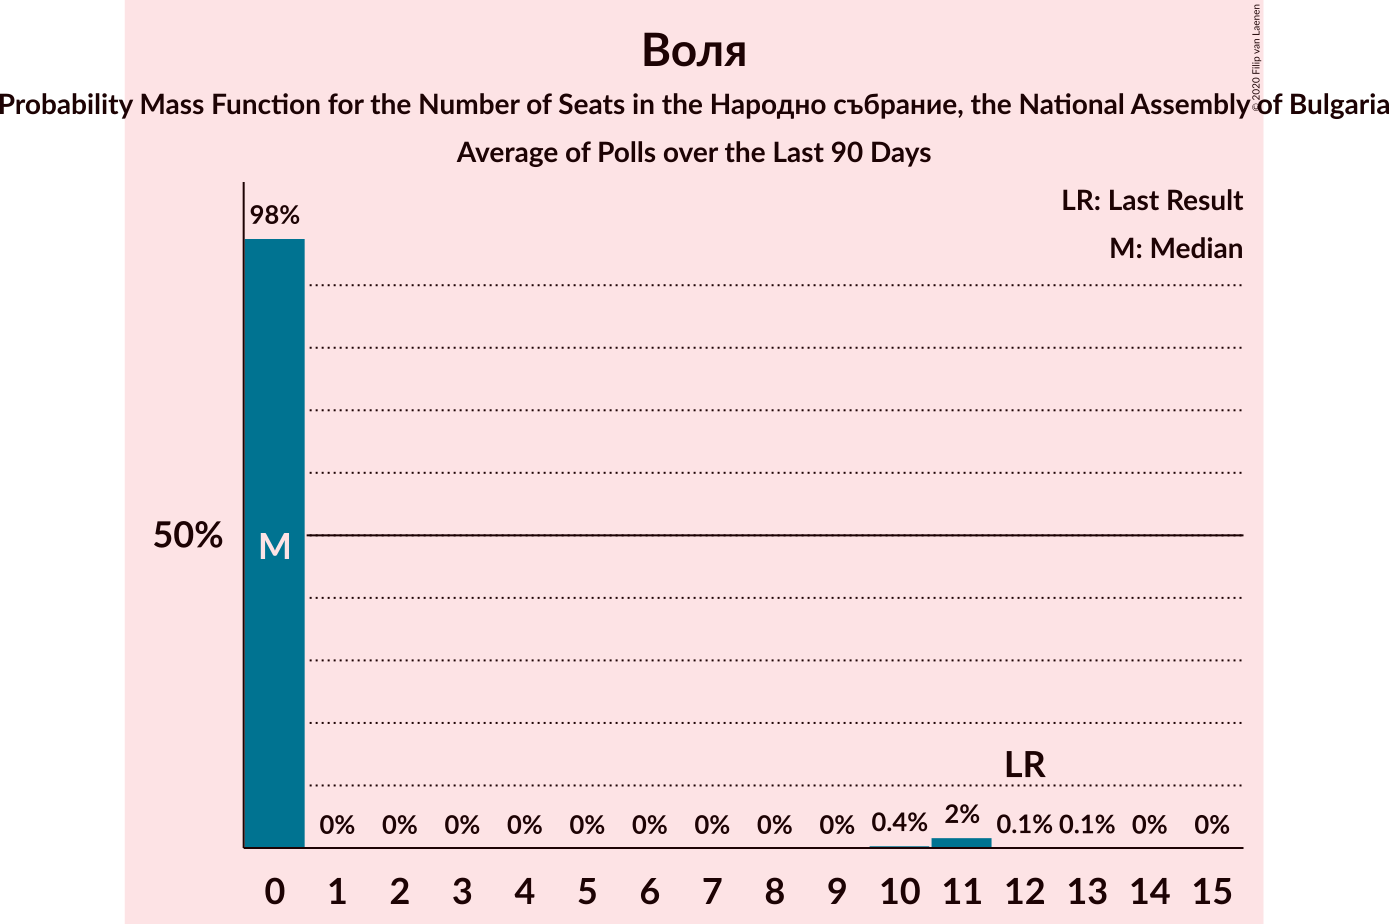 Воля
Probability Mass Function for the Number of Seats in the Народно събрание, the National Assembly of Bulgaria
Average of Polls over the Last 90 Days
© 2020 Filip van Laenen
LR: Last Result
M: Median
98%
50%
M
LR
0% 0% 0% 0% 0% 0% 0% 0% 0% 0.4% 2% 0.1% 0.1% 0% 0%
0 1 2 3 4 5 6 7 8 9 10 11 12 13 14 15